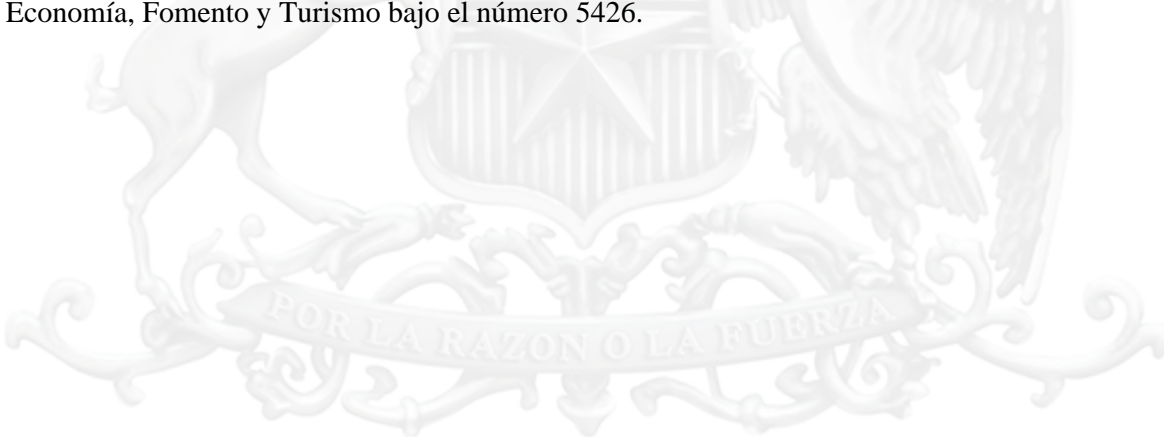 Economía, Fomento y Turismo bajo el número 5426.
POR LA RAZON O LA FUERZA